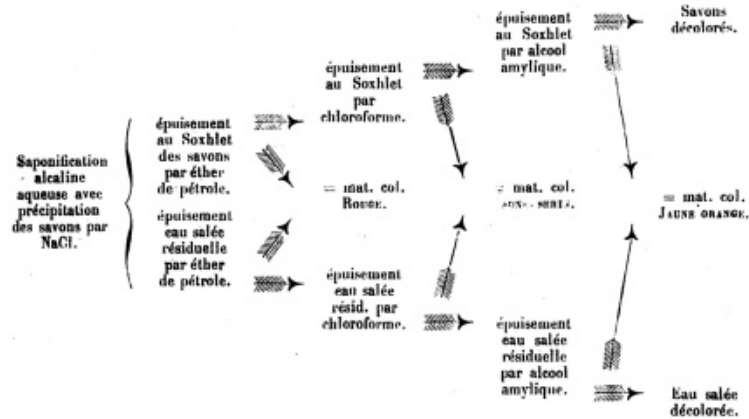 Saponification
alcaline
aqueuse avec
précipitation
des savons par
NaCl.
épuisement
au Soxhlet
des savons
par éther
de pétrole.
épuisement
eau salée
résiduelle
par éther
de pétrole.
épuisement
au Soxhlet
par
chloroforme.
= mat. col.
ROUGE.
épuisement
eau salée
résid. par
chloroforme.
épuisement
au Soxhlet
par alcool
amylique.
= mat. col.
épuisement
eau salée
résiduelle
par alcool
amylique.
Savons
décolorés.
= mat. col.
JAUNE ORANGE.
Eau salée
décolorée.